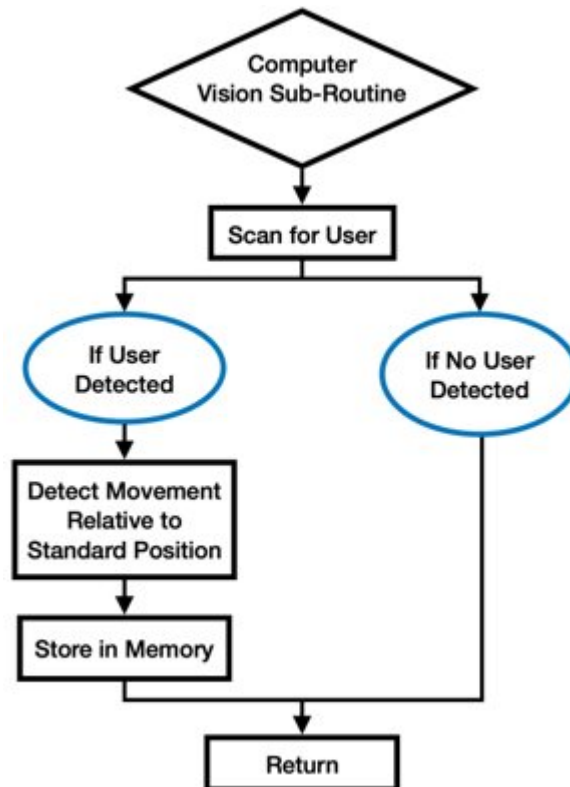 Computer
Vision Sub-Routine
Scan for User
If User
Detected
If No User
Detected
Detect Movement
Relative to
Standard Position
Store in Memory
Return